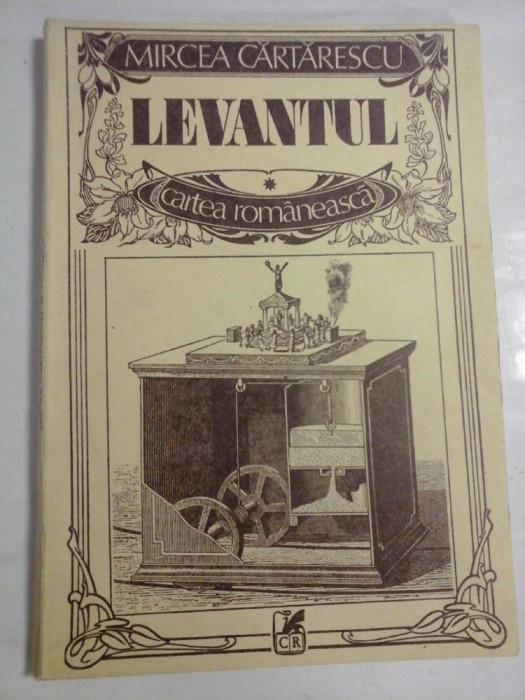 MIRCEA CĂRTĂRESCU
LEVANTUL
cartea românească
CR